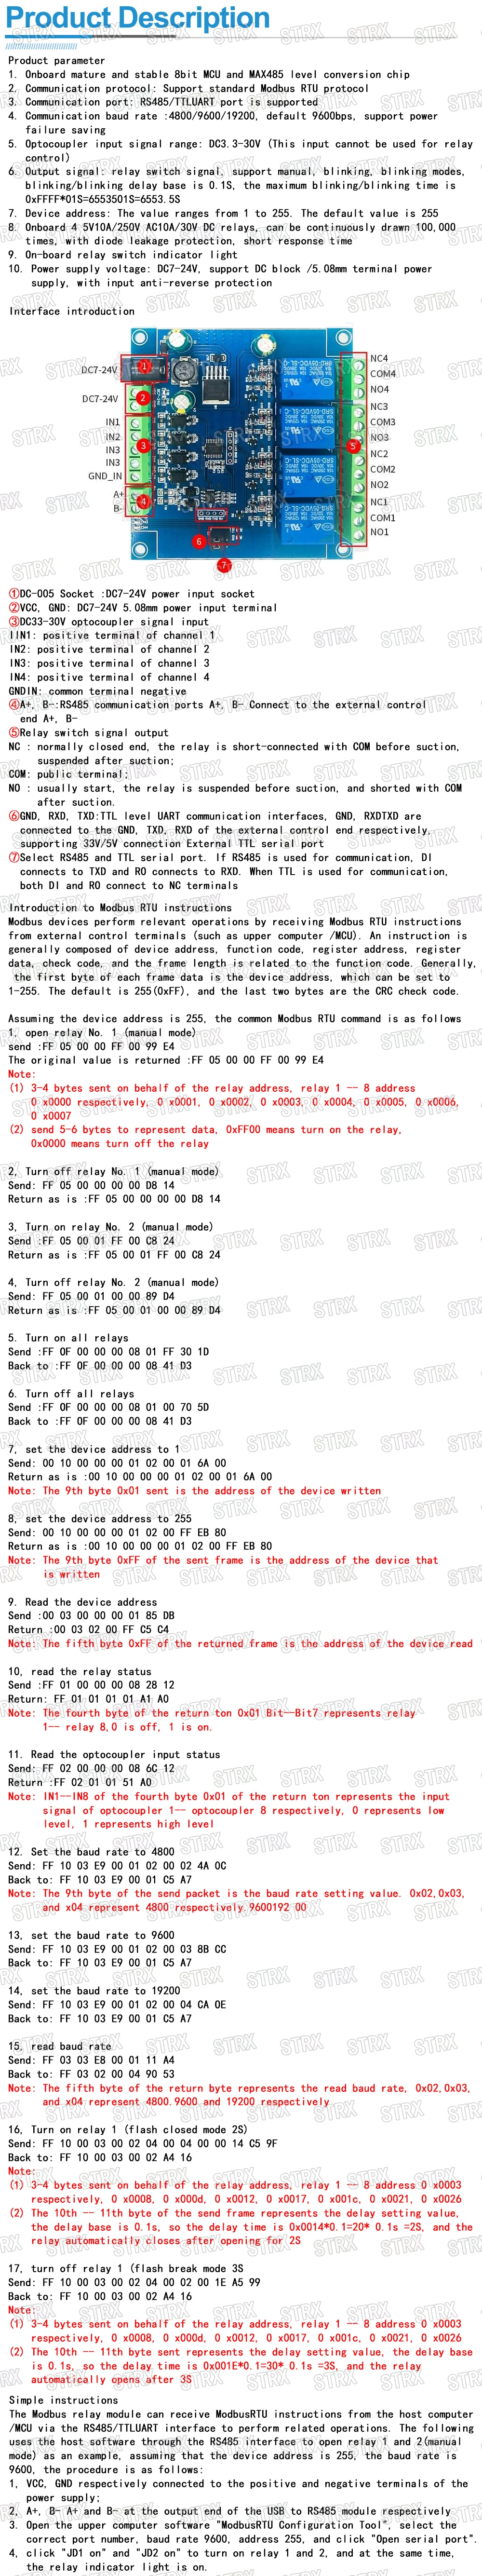 Product Description
Product parameter
1. Onboard mature and stable 8bit MCU and MAX485 level conversion chip
2. Communication protocol: Support standard Modbus RTU protocol
3. Communication port: RS485/TTLUART port is supported
4. Communication baud rate :4800/9600/19200, default 9600bps, support power
failure saving
5. Optocoupler input signal range: DC3.3-30V (This input cannot be used for relay
control)
6. Output signal: relay switch signal, support manual, blinking, blinking modes,
blinking/blinking delay base is 0.1S, the maximum blinking/blinking time is
0xFFFF*01S=6553501S=6553.5S
7. Device address: The value ranges from 1 to 255. The default value is 255
8. Onboard 4 5V10A/250V AC10A/30V DC relays, can be continuously drawn 100,000
times, with diode leakage protection, short response time
9. On-board relay switch indicator light
10. Power supply voltage: DC7-24V, support DC block /5.08mm terminal power
supply, with input anti-reverse protection
Interface introduction
DC7-24V
DC7-24V
IN1
IN2
IN3
IN3
GND_IN
A+
B-
1
2
3
4
5
6
7
NC4
COM4
NO4
NC3
COM3
NO3
NC2
COM2
NO2
NC1
COM1
NO1
①DC-005 Socket :DC7-24V power input socket
②VCC, GND: DC7-24V 5.08mm power input terminal
③DC33-30V optocoupler signal input
IIN1: positive terminal of channel 1
IN2: positive terminal of channel 2
IN3: positive terminal of channel 3
IN4: positive terminal of channel 4
GNDIN: common terminal negative
④A+, B-:RS485 communication ports A+, B- Connect to the external control
end A+, B-
⑤Relay switch signal output
NC : normally closed end, the relay is short-connected with COM before suction,
suspended after suction;
COM: public terminal;
NO : usually start, the relay is suspended before suction, and shorted with COM
after suction.
⑥GND, RXD, TXD:TTL level UART communication interfaces, GND, RXDTXD are
connected to the GND, TXD, RXD of the external control end respectively,
supporting 33V/5V connection External TTL serial port
⑦Select RS485 and TTL serial port. If RS485 is used for communication, DI
connects to TXD and RO connects to RXD. When TTL is used for communication,
both DI and RO connect to NC terminals
Introduction to Modbus RTU instructions
Modbus devices perform relevant operations by receiving Modbus RTU instructions
from external control terminals (such as upper computer /MCU). An instruction is
generally composed of device address, function code, register address, register
data, check code, and the frame length is related to the function code. Generally,
the first byte of each frame data is the device address, which can be set to
1-255. The default is 255(0xFF), and the last two bytes are the CRC check code.
Assuming the device address is 255, the common Modbus RTU command is as follows
1, open relay No. 1 (manual mode)
send :FF 05 00 00 FF 00 99 E4
The original value is returned :FF 05 00 00 FF 00 99 E4
Note:
(1) 3-4 bytes sent on behalf of the relay address, relay 1 -- 8 address
0 x0000 respectively, 0 x0001, 0 x0002, 0 x0003, 0 x0004, 0 x0005, 0 x0006,
0 x0007
(2) send 5-6 bytes to represent data, 0xFF00 means turn on the relay,
0x0000 means turn off the relay
2, Turn off relay No. 1 (manual mode)
Send: FF 05 00 00 00 00 D8 14
Return as is :FF 05 00 00 00 00 D8 14
3, Turn on relay No. 2 (manual mode)
Send :FF 05 00 01 FF 00 C8 24
Return as is :FF 05 00 01 FF 00 C8 24
4, Turn off relay No. 2 (manual mode)
Send: FF 05 00 01 00 00 89 D4
Return as is :FF 05 00 01 00 00 89 D4
5. Turn on all relays
Send :FF 0F 00 00 00 08 01 FF 30 1D
Back to :FF 0F 00 00 00 08 41 D3
6. Turn off all relays
Send :FF 0F 00 00 00 08 01 00 70 5D
Back to :FF 0F 00 00 00 08 41 D3
7, set the device address to 1
Send: 00 10 00 00 00 01 02 00 01 6A 00
Return as is :00 10 00 00 00 01 02 00 01 6A 00
Note: The 9th byte 0x01 sent is the address of the device written
8, set the device address to 255
Send: 00 10 00 00 00 01 02 00 FF EB 80
Return as is :00 10 00 00 00 01 02 00 FF EB 80
Note: The 9th byte 0xFF of the sent frame is the address of the device that
is written
9. Read the device address
Send :00 03 00 00 00 01 85 DB
Return :00 03 02 00 FF C5 C4
Note: The fifth byte 0xFF of the returned frame is the address of the device read
10, read the relay status
Send :FF 01 00 00 00 08 28 12
Return: FF 01 01 01 01 A1 A0
Note: The fourth byte of the return ton 0x01 Bit--Bit7 represents relay
1-- relay 8,0 is off, 1 is on.
11. Read the optocoupler input status
Send: FF 02 00 00 00 08 6C 12
Return :FF 02 01 01 51 A0
Note: IN1--IN8 of the fourth byte 0x01 of the return ton represents the input
signal of optocoupler 1-- optocoupler 8 respectively, 0 represents low
level, 1 represents high level
12. Set the baud rate to 4800
Send: FF 10 03 E9 00 01 02 00 02 4A 0C
Back to: FF 10 03 E9 00 01 C5 A7
Note: The 9th byte of the send packet is the baud rate setting value. 0x02,0x03,
and x04 represent 4800 respectively.9600192 00
13, set the baud rate to 9600
Send: FF 10 03 E9 00 01 02 00 03 8B CC
Back to: FF 10 03 E9 00 01 C5 A7
14, set the baud rate to 19200
Send: FF 10 03 E9 00 01 02 00 04 CA 0E
Back to: FF 10 03 E9 00 01 C5 A7
15. read baud rate
Send: FF 03 03 E8 00 01 11 A4
Back to: FF 03 02 00 04 90 53
Note: The fifth byte of the return byte represents the read baud rate, 0x02,0x03,
and x04 represent 4800.9600 and 19200 respectively
16, Turn on relay 1 (flash closed mode 2S)
Send: FF 10 00 03 00 02 04 00 04 00 00 14 C5 9F
Back to: FF 10 00 03 00 02 A4 16
Note:
(1) 3-4 bytes sent on behalf of the relay address, relay 1 -- 8 address 0 x0003
respectively, 0 x0008, 0 x000d, 0 x0012, 0 x0017, 0 x001c, 0 x0021, 0 x0026
(2) The 10th -- 11th byte of the send frame represents the delay setting value,
the delay base is 0.1s, so the delay time is 0x0014*0.1=20* 0.1s =2S, and the
relay automatically closes after opening for 2S
17, turn off relay 1 (flash break mode 3S
Send: FF 10 00 03 00 02 04 00 02 00 1E A5 99
Back to: FF 10 00 03 00 02 A4 16
Note:
(1) 3-4 bytes sent on behalf of the relay address, relay 1 -- 8 address 0 x0003
respectively, 0 x0008, 0 x000d, 0 x0012, 0 x0017, 0 x001c, 0 x0021, 0 x0026
(2) The 10th -- 11th byte sent represents the delay setting value, the delay base
is 0.1s, so the delay time is 0x001E*0.1=30* 0.1s =3S, and the relay
automatically opens after 3S
Simple instructions
The Modbus relay module can receive ModbusRTU instructions from the host computer
/MCU via the RS485/TTLUART interface to perform related operations. The following
uses the host software through the RS485 interface to open relay 1 and 2(manual
mode) as an example, assuming that the device address is 255, the baud rate is
9600, the procedure is as follows:
1, VCC, GND respectively connected to the positive and negative terminals of the
power supply;
2, A+, B- A+ and B- at the output end of the USB to RS485 module respectively
3. Open the upper computer software "ModbusRTU Configuration Tool", select the
correct port number, baud rate 9600, address 255, and click "Open serial port".
4, click "JD1 on" and "JD2 on" to turn on relay 1 and 2, and at the same time,
the relay indicator light is on.